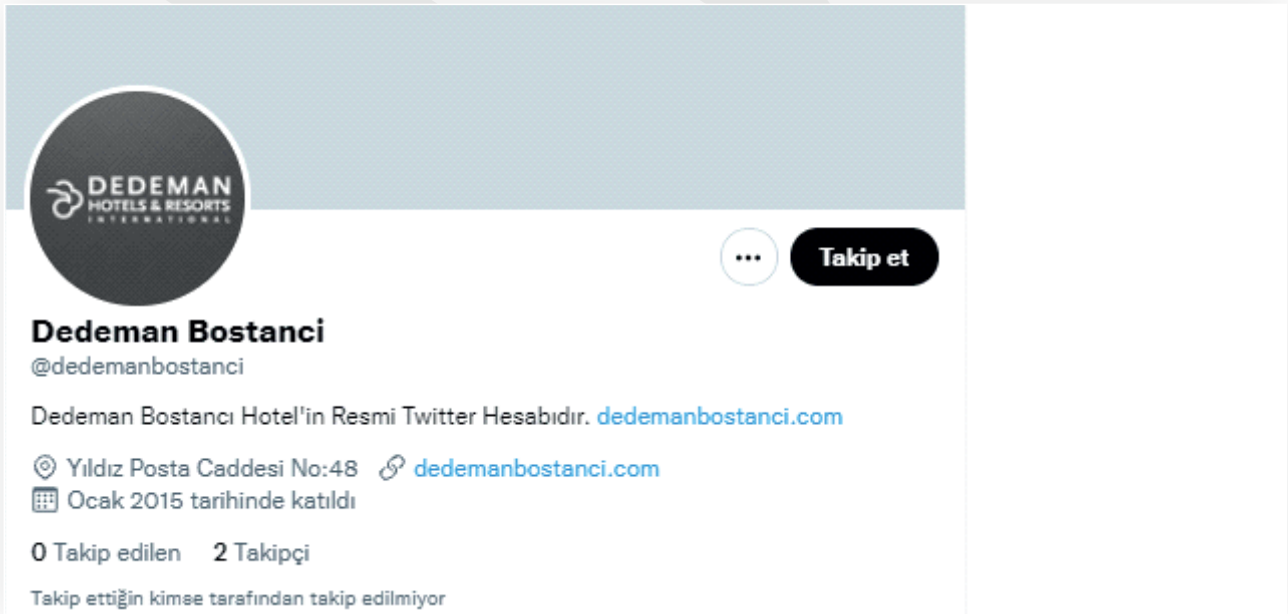 DEDEMAN
HOTELS & RESORTS
INTERNATIONAL
Takip et
Dedeman Bostanci
@dedemanbostanci
Dedeman Bostancı Hotel'in Resmi Twitter Hesabıdır. dedemanbostanci.com
Yıldız Posta Caddesi No:48 dedemanbostanci.com
Ocak 2015 tarihinde katıldı
0 Takip edilen 2 Takipçi
Takip ettiğin kimse tarafından takip edilmiyor